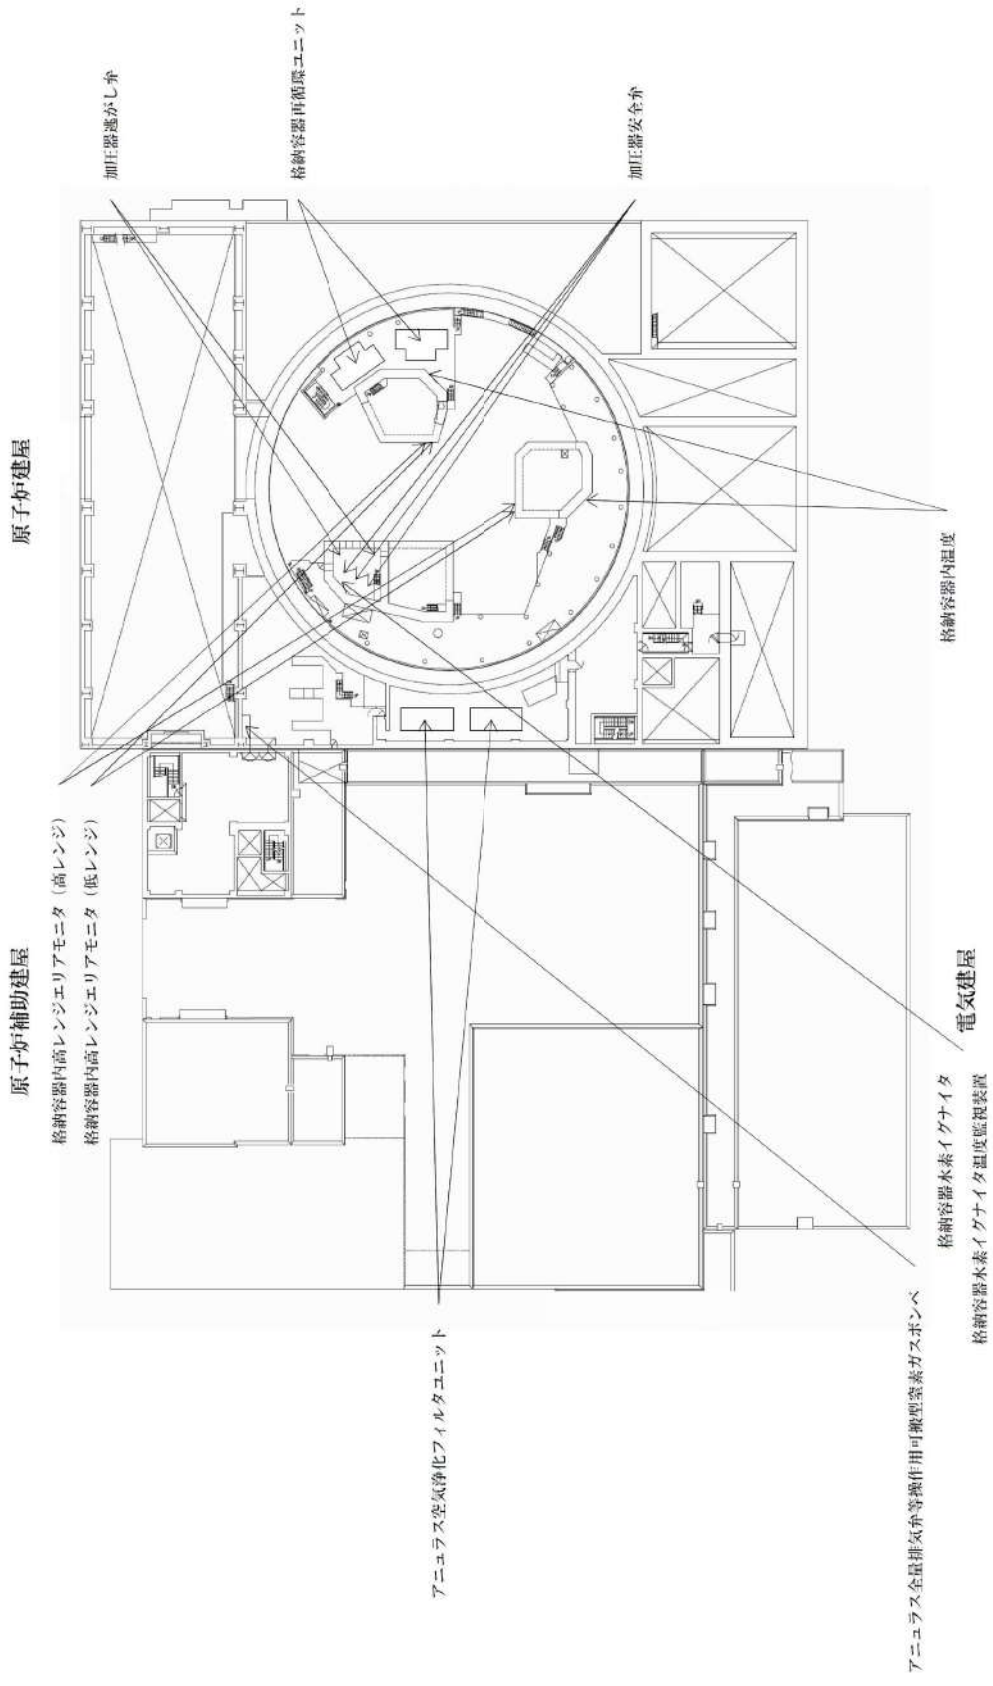 原子炉補助建屋
原子炉建屋
格納容器内高レンジエリアモニタ（高レンジ）
格納容器内高レンジエリアモニタ（低レンジ）
加圧器逃がし弁
格納容器再循環ユニット
加圧器安全弁
アニュラス空気浄化フィルタユニット
格納容器内温度
アニュラス全量排気弁等操作用可搬型窒素ガスボンベ
電気建屋
格納容器水素イグナイタ
格納容器水素イグナイタ温度監視装置